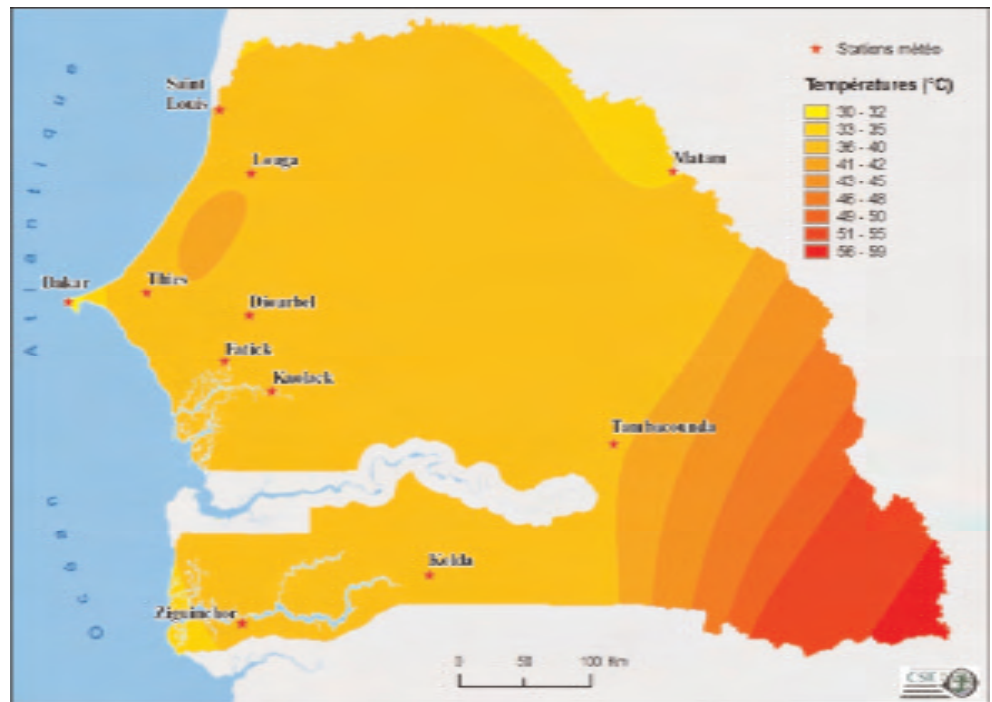 Stations météo
Températures (°C)
30 - 32
33 - 35
36 - 40
41 - 42
43 - 45
46 - 48
49 - 50
51 - 55
56 - 59
Saint
Louis
Louga
Matam
Dakar
Thies
Diourbel
Fatick
Kaolack
Tambacounda
Kolda
Ziguinchor
Océan
Atlantique
0 50 100 Km
CSE